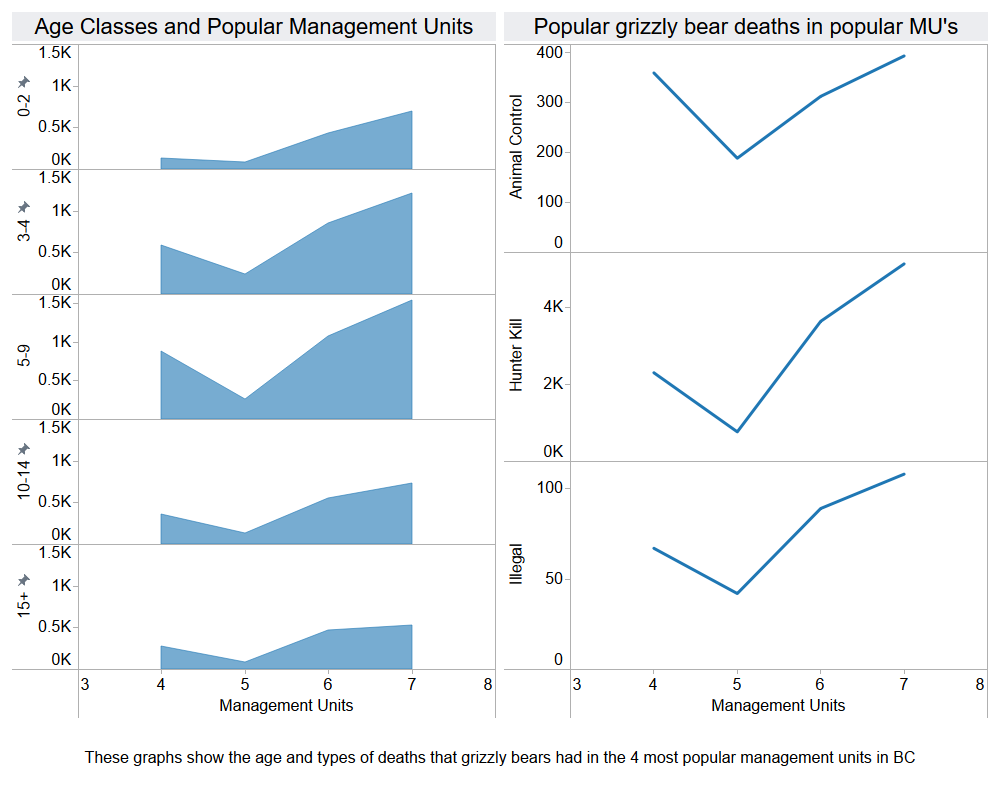 Age Classes and Popular Management Units
0-2
1.5K
1K
0.5K
0K
3-4
1.5K
1K
0.5K
0K
5-9
1.5K
1K
0.5K
0K
10-14
1.5K
1K
0.5K
0K
15+
1.5K
1K
0.5K
0K
3 4 5 6 7 8
Management Units
Popular grizzly bear deaths in popular MU's
Animal Control
400
300
200
100
0
Hunter Kill
4K
2K
0K
Illegal
100
50
0
3 4 5 6 7 8
Management Units
These graphs show the age and types of deaths that grizzly bears had in the 4 most popular management units in BC